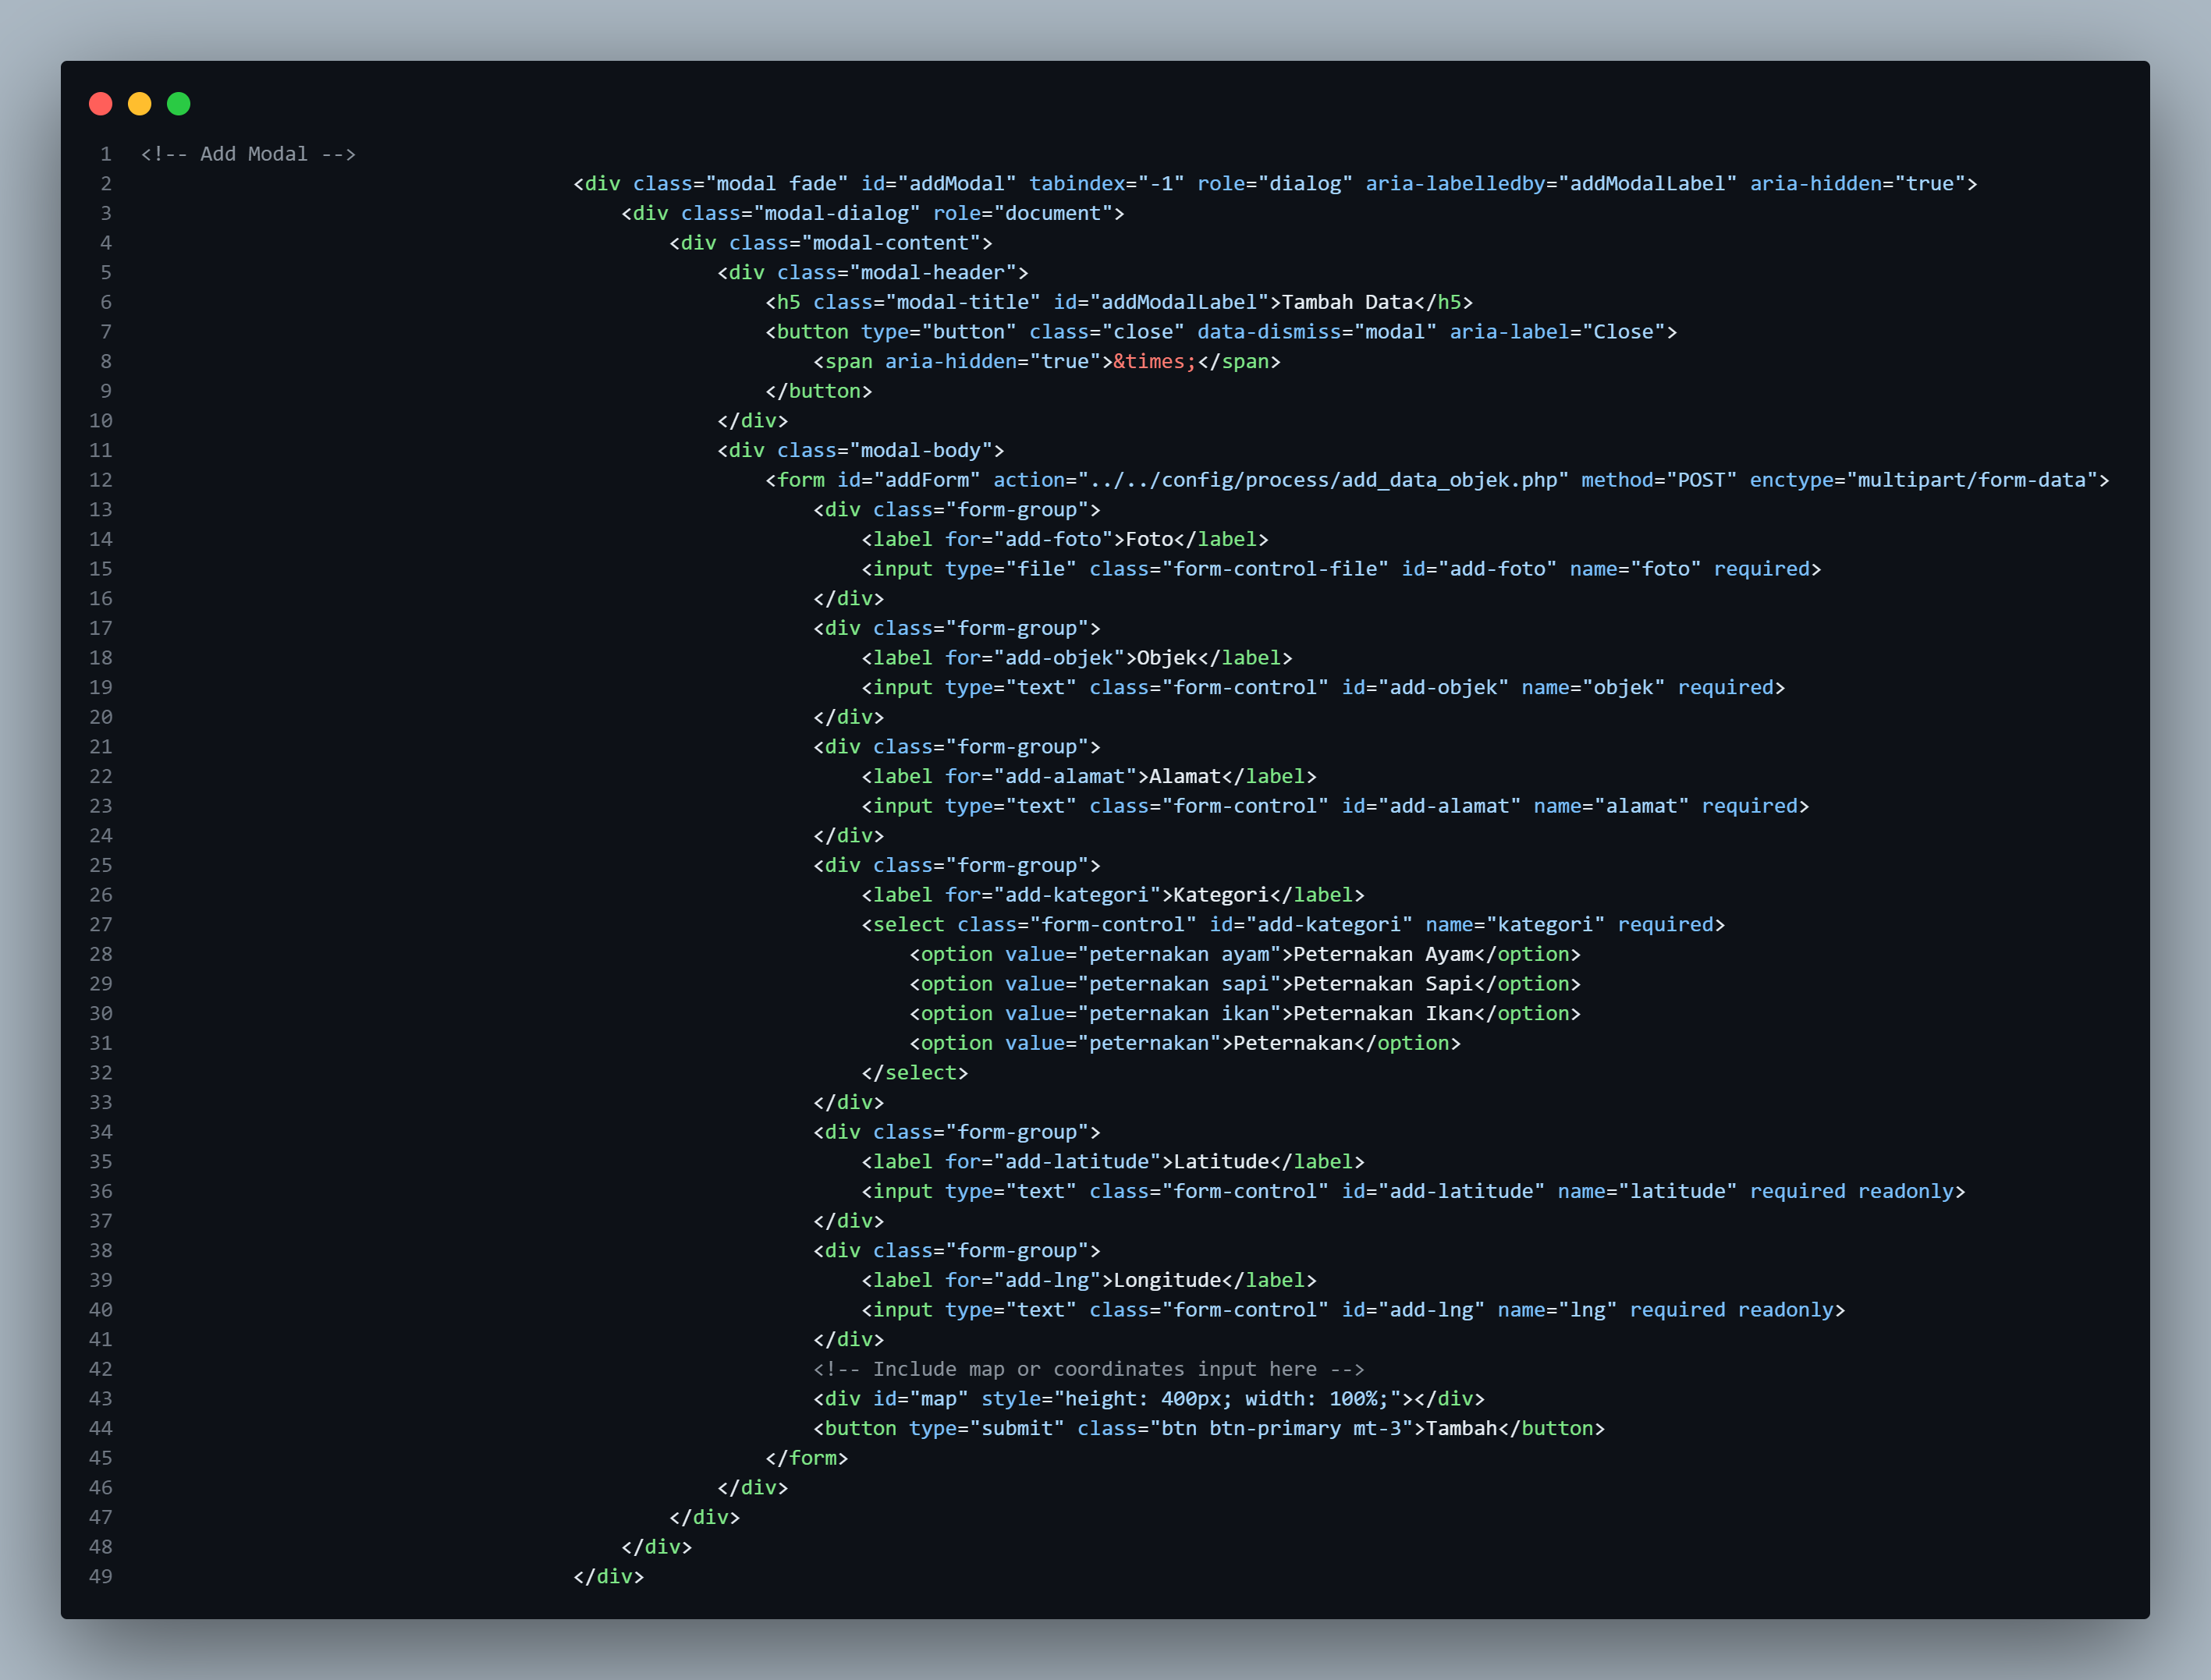 1 <!-- Add Modal -->
2 <div class="modal fade" id="addModal" tabindex="-1" role="dialog" aria-labelledby="addModalLabel" aria-hidden="true">
3 <div class="modal-dialog" role="document">
4 <div class="modal-content">
5 <div class="modal-header">
6 <h5 class="modal-title" id="addModalLabel">Tambah Data</h5>
7 <button type="button" class="close" data-dismiss="modal" aria-label="Close">
8 <span aria-hidden="true">&times;</span>
9 </button>
10 </div>
11 <div class="modal-body">
12 <form id="addForm" action="../../config/process/add_data_objek.php" method="POST" enctype="multipart/form-data">
13 <div class="form-group">
14 <label for="add-foto">Foto</label>
15 <input type="file" class="form-control-file" id="add-foto" name="foto" required>
16 </div>
17 <div class="form-group">
18 <label for="add-objek">Objek</label>
19 <input type="text" class="form-control" id="add-objek" name="objek" required>
20 </div>
21 <div class="form-group">
22 <label for="add-alamat">Alamat</label>
23 <input type="text" class="form-control" id="add-alamat" name="alamat" required>
24 </div>
25 <div class="form-group">
26 <label for="add-kategori">Kategori</label>
27 <select class="form-control" id="add-kategori" name="kategori" required>
28 <option value="peternakan ayam">Peternakan Ayam</option>
29 <option value="peternakan sapi">Peternakan Sapi</option>
30 <option value="peternakan ikan">Peternakan Ikan</option>
31 <option value="peternakan">Peternakan</option>
32 </select>
33 </div>
34 <div class="form-group">
35 <label for="add-latitude">Latitude</label>
36 <input type="text" class="form-control" id="add-latitude" name="latitude" required readonly>
37 </div>
38 <div class="form-group">
39 <label for="add-lng">Longitude</label>
40 <input type="text" class="form-control" id="add-lng" name="lng" required readonly>
41 </div>
42 <!-- Include map or coordinates input here -->
43 <div id="map" style="height: 400px; width: 100%;"></div>
44 <button type="submit" class="btn btn-primary mt-3">Tambah</button>
45 </form>
46 </div>
47 </div>
48 </div>
49 </div>